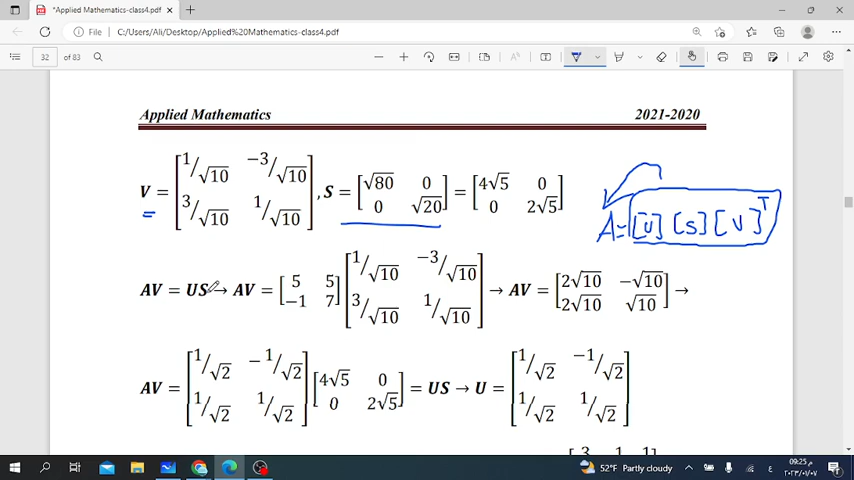 *Applied Mathematics-class4.pdf
File
C:/Users/Ali/Desktop/Applied%20Mathematics-class4.pdf
32 of 83
Applied Mathematics 2021-2020
V = [1/√10 −3/√10; 3/√10 1/√10], S = [√80 0; 0 √20] = [4√5 0; 0 2√5]
A = [U] [S] [V]ᵀ
AV = US → AV = [5 5; −1 7] [1/√10 −3/√10; 3/√10 1/√10] → AV = [2√10 −√10; 2√10 √10] →
AV = [1/√2 −1/√2; 1/√2 1/√2] [4√5 0; 0 2√5] = US → U = [1/√2 −1/√2; 1/√2 1/√2]
[3 1 1]
52°F Partly cloudy
ع
09:25 م